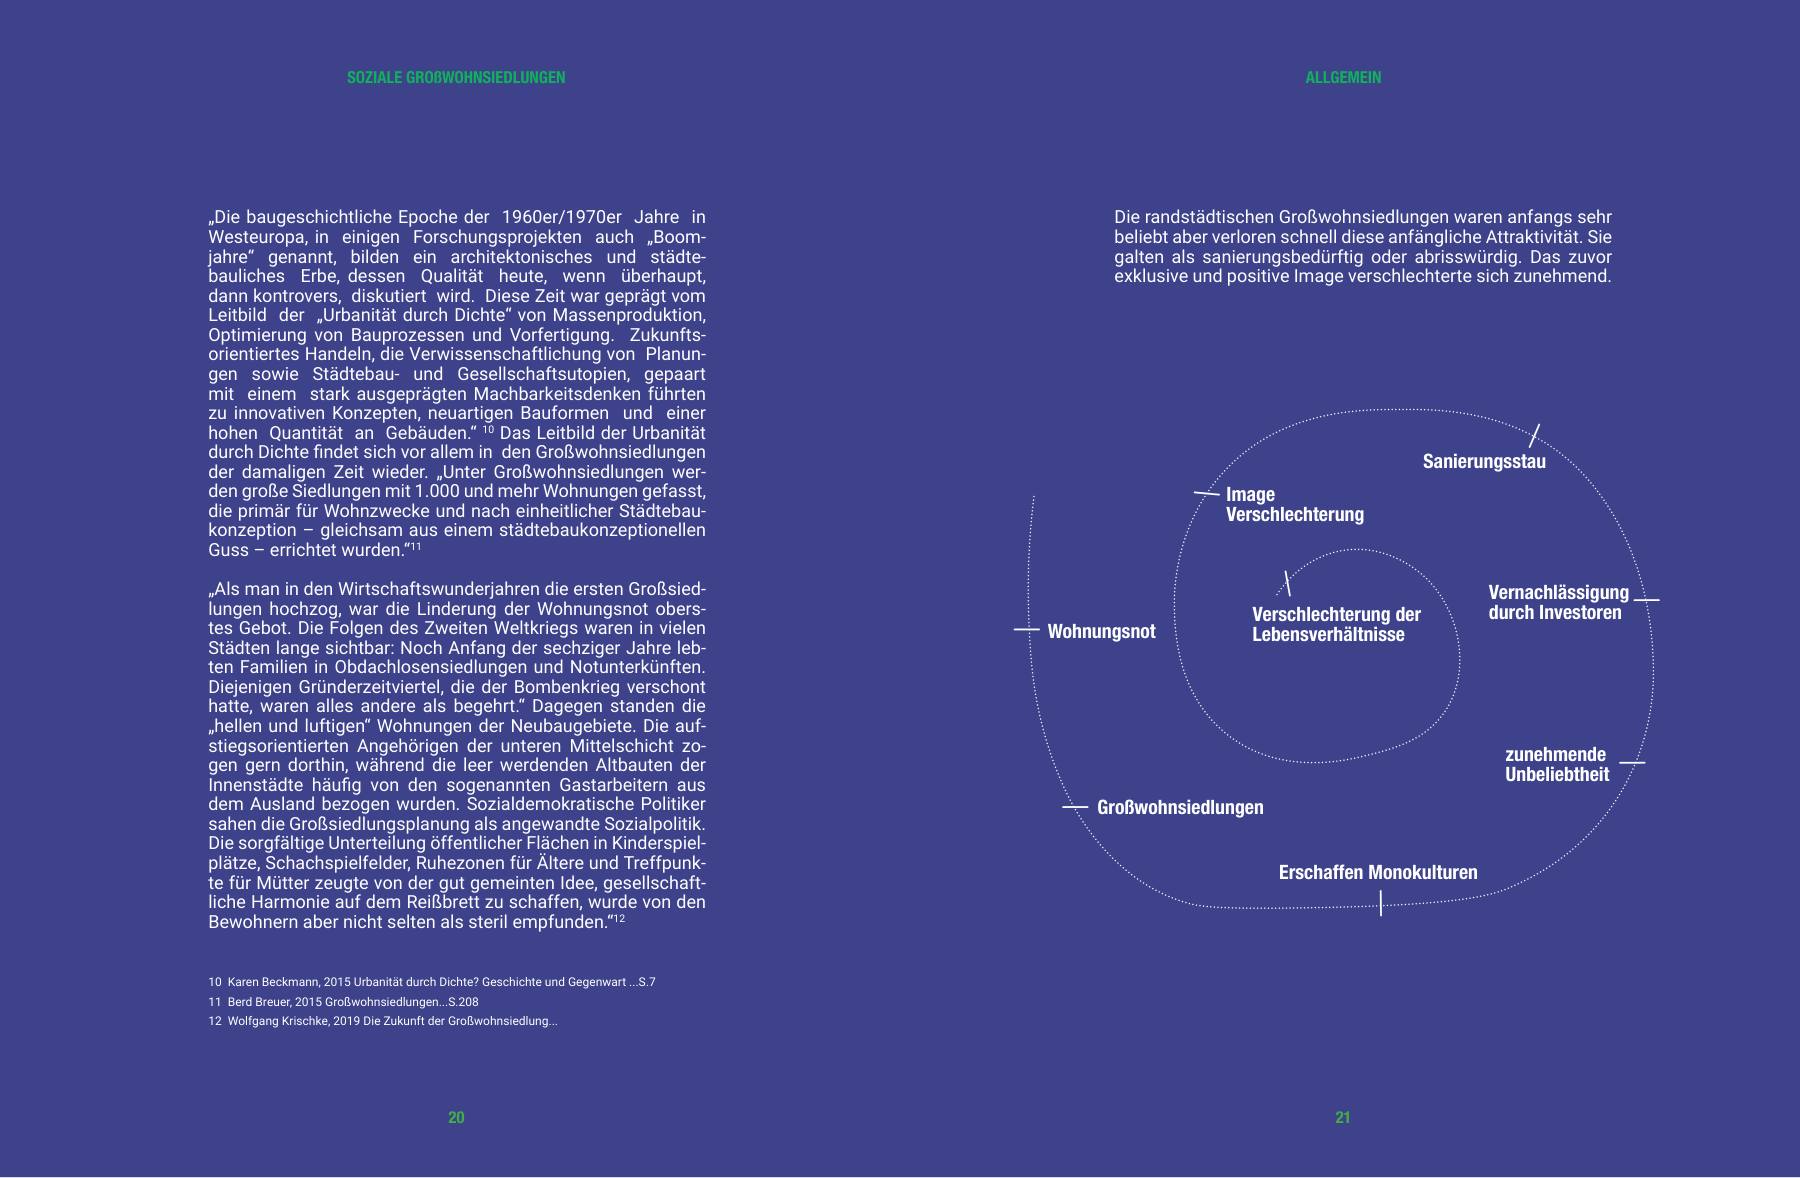 SOZIALE GROßWOHNSIEDLUNGEN
„Die baugeschichtliche Epoche der 1960er/1970er Jahre in
Westeuropa, in einigen Forschungsprojekten auch „Boom-
jahre“ genannt, bilden ein architektonisches und städte-
bauliches Erbe, dessen Qualität heute, wenn überhaupt,
dann kontrovers, diskutiert wird. Diese Zeit war geprägt vom
Leitbild der „Urbanität durch Dichte“ von Massenproduktion,
Optimierung von Bauprozessen und Vorfertigung. Zukunfts-
orientiertes Handeln, die Verwissenschaftlichung von Planun-
gen sowie Städtebau- und Gesellschaftsutopien, gepaart
mit einem stark ausgeprägten Machbarkeitsdenken führten
zu innovativen Konzepten, neuartigen Bauformen und einer
hohen Quantität an Gebäuden.“ 10 Das Leitbild der Urbanität
durch Dichte findet sich vor allem in den Großwohnsiedlungen
der damaligen Zeit wieder. „Unter Großwohnsiedlungen wer-
den große Siedlungen mit 1.000 und mehr Wohnungen gefasst,
die primär für Wohnzwecke und nach einheitlicher Städtebau-
konzeption – gleichsam aus einem städtebaukonzeptionellen
Guss – errichtet wurden.“11
„Als man in den Wirtschaftswunderjahren die ersten Großsied-
lungen hochzog, war die Linderung der Wohnungsnot obers-
tes Gebot. Die Folgen des Zweiten Weltkriegs waren in vielen
Städten lange sichtbar: Noch Anfang der sechziger Jahre leb-
ten Familien in Obdachlosensiedlungen und Notunterkünften.
Diejenigen Gründerzeitviertel, die der Bombenkrieg verschont
hatte, waren alles andere als begehrt.“ Dagegen standen die
„hellen und luftigen“ Wohnungen der Neubaugebiete. Die auf-
stiegsorientierten Angehörigen der unteren Mittelschicht zo-
gen gern dorthin, während die leer werdenden Altbauten der
Innenstädte häufig von den sogenannten Gastarbeitern aus
dem Ausland bezogen wurden. Sozialdemokratische Politiker
sahen die Großsiedlungsplanung als angewandte Sozialpolitik.
Die sorgfältige Unterteilung öffentlicher Flächen in Kinderspiel-
plätze, Schachspielfelder, Ruhezonen für Ältere und Treffpunk-
te für Mütter zeugte von der gut gemeinten Idee, gesellschaft-
liche Harmonie auf dem Reißbrett zu schaffen, wurde von den
Bewohnern aber nicht selten als steril empfunden.“12
10 Karen Beckmann, 2015 Urbanität durch Dichte? Geschichte und Gegenwart ...S.7
11 Berd Breuer, 2015 Großwohnsiedlungen...S.208
12 Wolfgang Krischke, 2019 Die Zukunft der Großwohnsiedlung...
20
ALLGEMEIN
Die randstädtischen Großwohnsiedlungen waren anfangs sehr
beliebt aber verloren schnell diese anfängliche Attraktivität. Sie
galten als sanierungsbedürftig oder abrisswürdig. Das zuvor
exklusive und positive Image verschlechterte sich zunehmend.
Sanierungsstau
Image
Verschlechterung
Vernachlässigung
durch Investoren
Verschlechterung der
Lebensverhältnisse
Wohnungsnot
zunehmende
Unbeliebtheit
Großwohnsiedlungen
Erschaffen Monokulturen
21